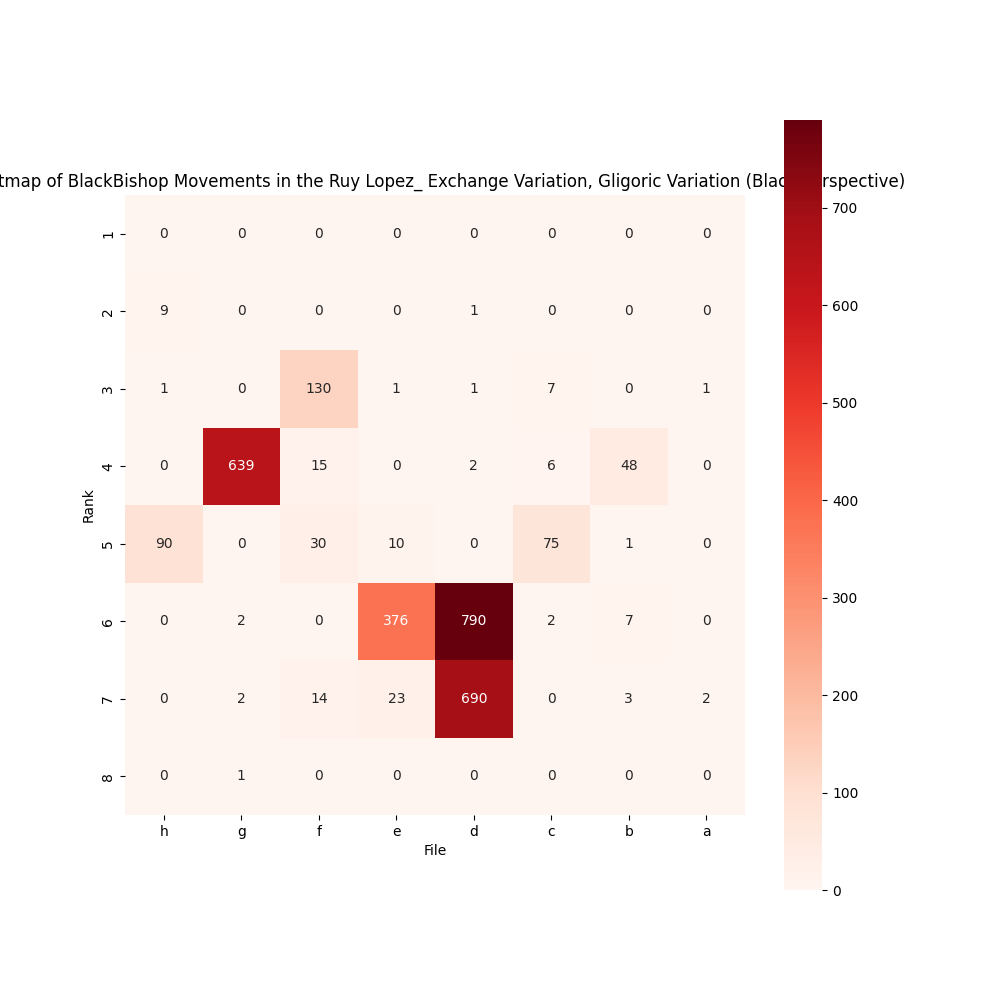 tmap of BlackBishop Movements in the Ruy Lopez_ Exchange Variation, Gligoric Variation (Blac rspective)
1 0 0 0 0 0 0 0 0
2 9 0 0 0 1 0 0 0
3 1 0 130 1 1 7 0 1
4 0 639 15 0 2 6 48 0
5 90 0 30 10 0 75 1 0
6 0 2 0 376 790 2 7 0
7 0 2 14 23 690 0 3 2
8 0 1 0 0 0 0 0 0
h g f e d c b a
File
Rank
700
600
500
400
300
200
100
0